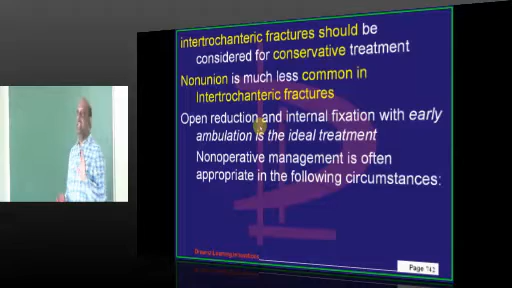 intertrochanteric fractures should be
considered for conservative treatment
Nonunion is much less common in
Intertrochanteric fractures
Open reduction and internal fixation with early
ambulation is the ideal treatment
Nonoperative management is often
appropriate in the following circumstances:
Page 742